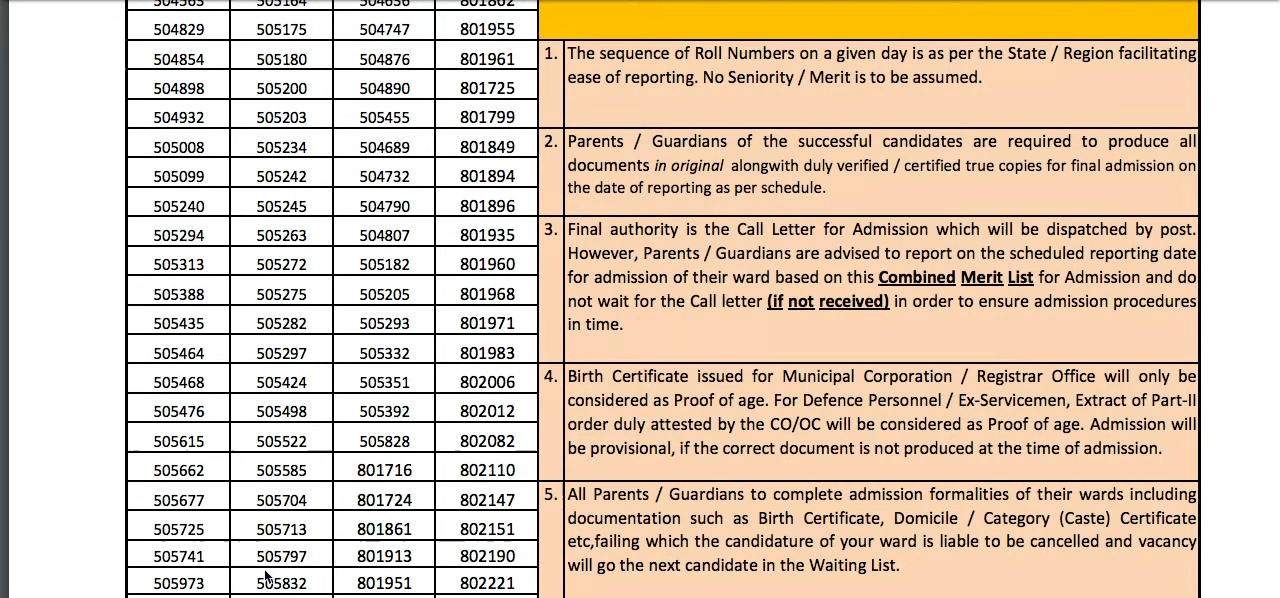 504563 505164 504636 801862
504829 505175 504747 801955
504854 505180 504876 801961
504898 505200 504890 801725
504932 505203 505455 801799
505008 505234 504689 801849
505099 505242 504732 801894
505240 505245 504790 801896
505294 505263 504807 801935
505313 505272 505182 801960
505388 505275 505205 801968
505435 505282 505293 801971
505464 505297 505332 801983
505468 505424 505351 802006
505476 505498 505392 802012
505615 505522 505828 802082
505662 505585 801716 802110
505677 505704 801724 802147
505725 505713 801861 802151
505741 505797 801913 802190
505973 505832 801951 802221
1. The sequence of Roll Numbers on a given day is as per the State / Region facilitating
ease of reporting. No Seniority / Merit is to be assumed.
2. Parents / Guardians of the successful candidates are required to produce all
documents in original alongwith duly verified / certified true copies for final admission on
the date of reporting as per schedule.
3. Final authority is the Call Letter for Admission which will be dispatched by post.
However, Parents / Guardians are advised to report on the scheduled reporting date
for admission of their ward based on this Combined Merit List for Admission and do
not wait for the Call letter (if not received) in order to ensure admission procedures
in time.
4. Birth Certificate issued for Municipal Corporation / Registrar Office will only be
considered as Proof of age. For Defence Personnel / Ex-Servicemen, Extract of Part-II
order duly attested by the CO/OC will be considered as Proof of age. Admission will
be provisional, if the correct document is not produced at the time of admission.
5. All Parents / Guardians to complete admission formalities of their wards including
documentation such as Birth Certificate, Domicile / Category (Caste) Certificate
etc,failing which the candidature of your ward is liable to be cancelled and vacancy
will go the next candidate in the Waiting List.